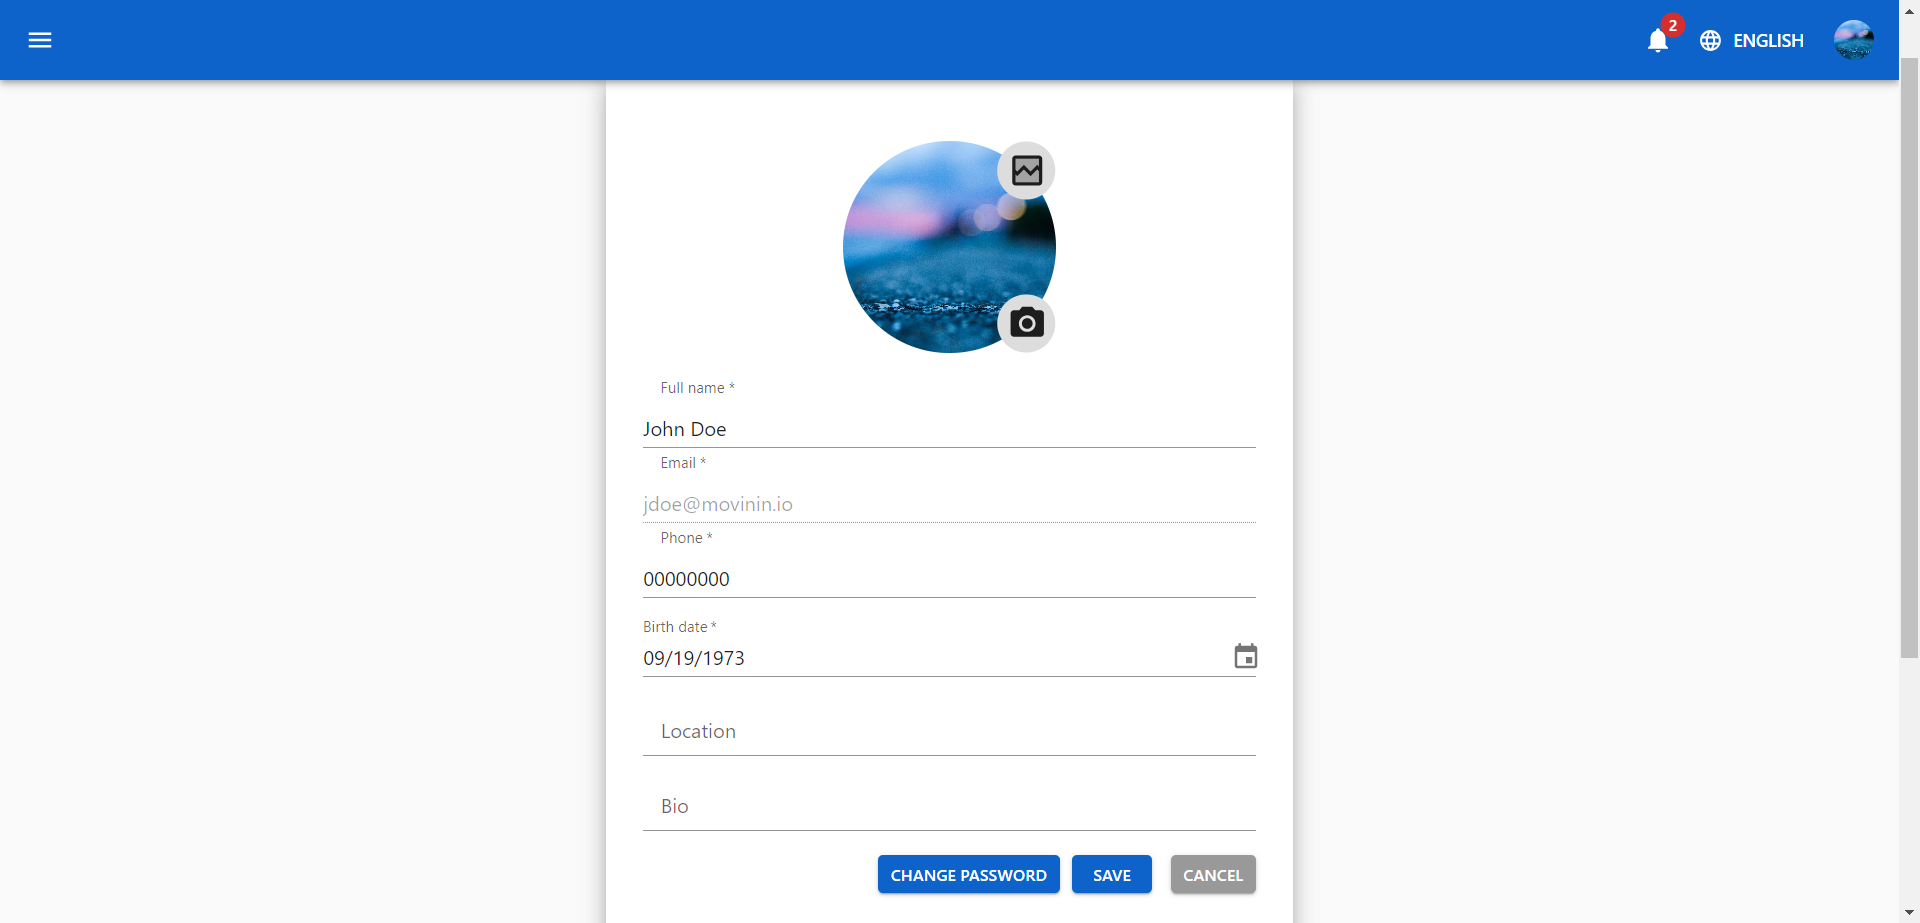 2
ENGLISH
Full name *
John Doe
Email *
jdoe@movinin.io
Phone *
00000000
Birth date *
09/19/1973
Location
Bio
CHANGE PASSWORD SAVE CANCEL